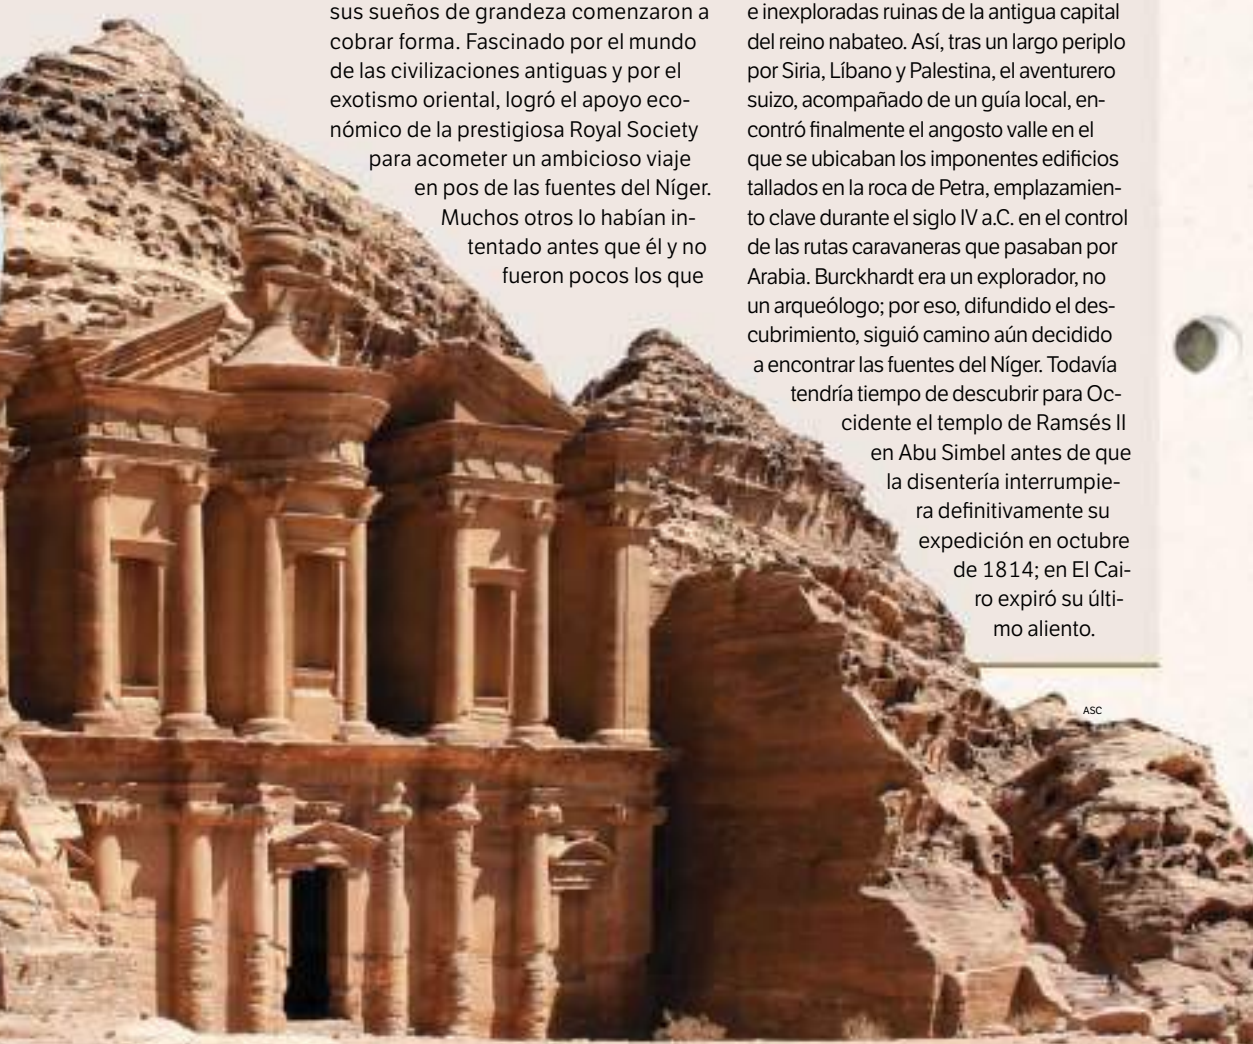 sus sueños de grandeza comenzaron a
cobrar forma. Fascinado por el mundo
de las civilizaciones antiguas y por el
exotismo oriental, logró el apoyo eco-
nómico de la prestigiosa Royal Society
para acometer un ambicioso viaje
en pos de las fuentes del Níger.
Muchos otros lo habían in-
tentado antes que él y no
fueron pocos los que
e inexploradas ruinas de la antigua capital
del reino nabateo. Así, tras un largo periplo
por Siria, Líbano y Palestina, el aventurero
suizo, acompañado de un guía local, en-
contró finalmente el angosto valle en el
que se ubicaban los imponentes edificios
tallados en la roca de Petra, emplazamien-
to clave durante el siglo IV a.C. en el control
de las rutas caravaneras que pasaban por
Arabia. Burckhardt era un explorador, no
un arqueólogo; por eso, difundido el des-
cubrimiento, siguió camino aún decidido
a encontrar las fuentes del Níger. Todavía
tendría tiempo de descubrir para Oc-
cidente el templo de Ramsés II
en Abu Simbel antes de que
la disentería interrumpie-
ra definitivamente su
expedición en octubre
de 1814; en El Cai-
ro expiró su últi-
mo aliento.
ASC